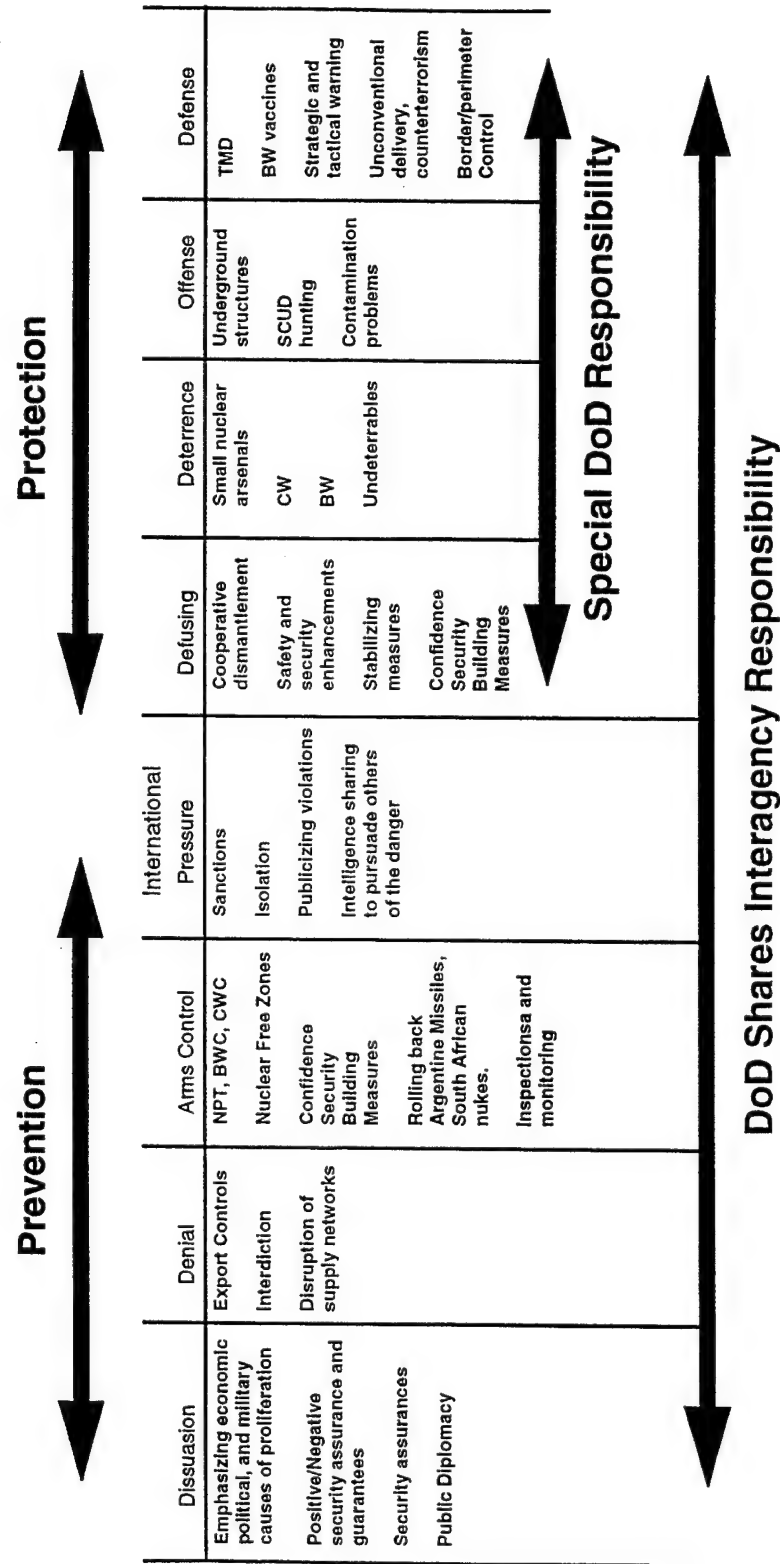 Prevention
Protection
Dissuasion
Emphasizing economic
political, and military
causes of proliferation
Positive/Negative
security assurance and
guarantees
Security assurances
Public Diplomacy
Denial
Export Controls
Interdiction
Disruption of
supply networks
Arms Control
NPT, BWC, CWC
Nuclear Free Zones
Confidence
Security
Building
Measures
Rolling back
Argentine Missiles,
South African
nukes.
Inspectionsa and
monitoring
International
Pressure
Sanctions
Isolation
Publicizing violations
Intelligence sharing
to pursuade others
of the danger
Defusing
Cooperative
dismantlement
Safety and
security
enhancements
Stabilizing
measures
Confidence
Security
Building
Measures
Deterrence
Small nuclear
arsenals
CW
BW
Undeterrables
Offense
Underground
structures
SCUD
hunting
Contamination
problems
Defense
TMD
BW vaccines
Strategic and
tactical warning
Unconventional
delivery,
counterterrorism
Border/perimeter
Control
Special DoD Responsibility
DoD Shares Interagency Responsibility